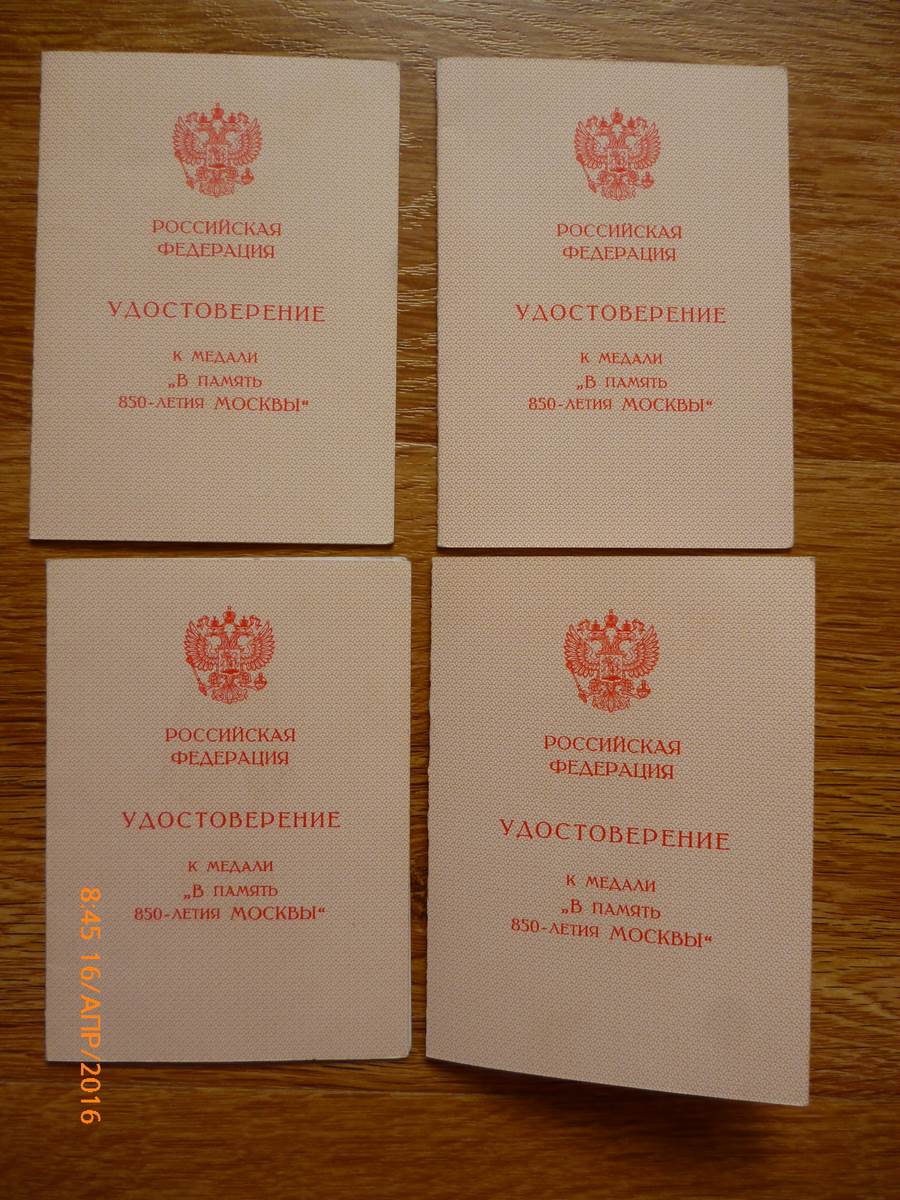 РОССИЙСКАЯ
ФЕДЕРАЦИЯ
УДОСТОВЕРЕНИЕ
К МЕДАЛИ
„В ПАМЯТЬ
850-ЛЕТИЯ МОСКВЫ“
РОССИЙСКАЯ
ФЕДЕРАЦИЯ
УДОСТОВЕРЕНИЕ
К МЕДАЛИ
„В ПАМЯТЬ
850-ЛЕТИЯ МОСКВЫ“
РОССИЙСКАЯ
ФЕДЕРАЦИЯ
УДОСТОВЕРЕНИЕ
К МЕДАЛИ
„В ПАМЯТЬ
850-ЛЕТИЯ МОСКВЫ“
РОССИЙСКАЯ
ФЕДЕРАЦИЯ
УДОСТОВЕРЕНИЕ
К МЕДАЛИ
„В ПАМЯТЬ
850-ЛЕТИЯ МОСКВЫ“
8:45 16/АПР/2016